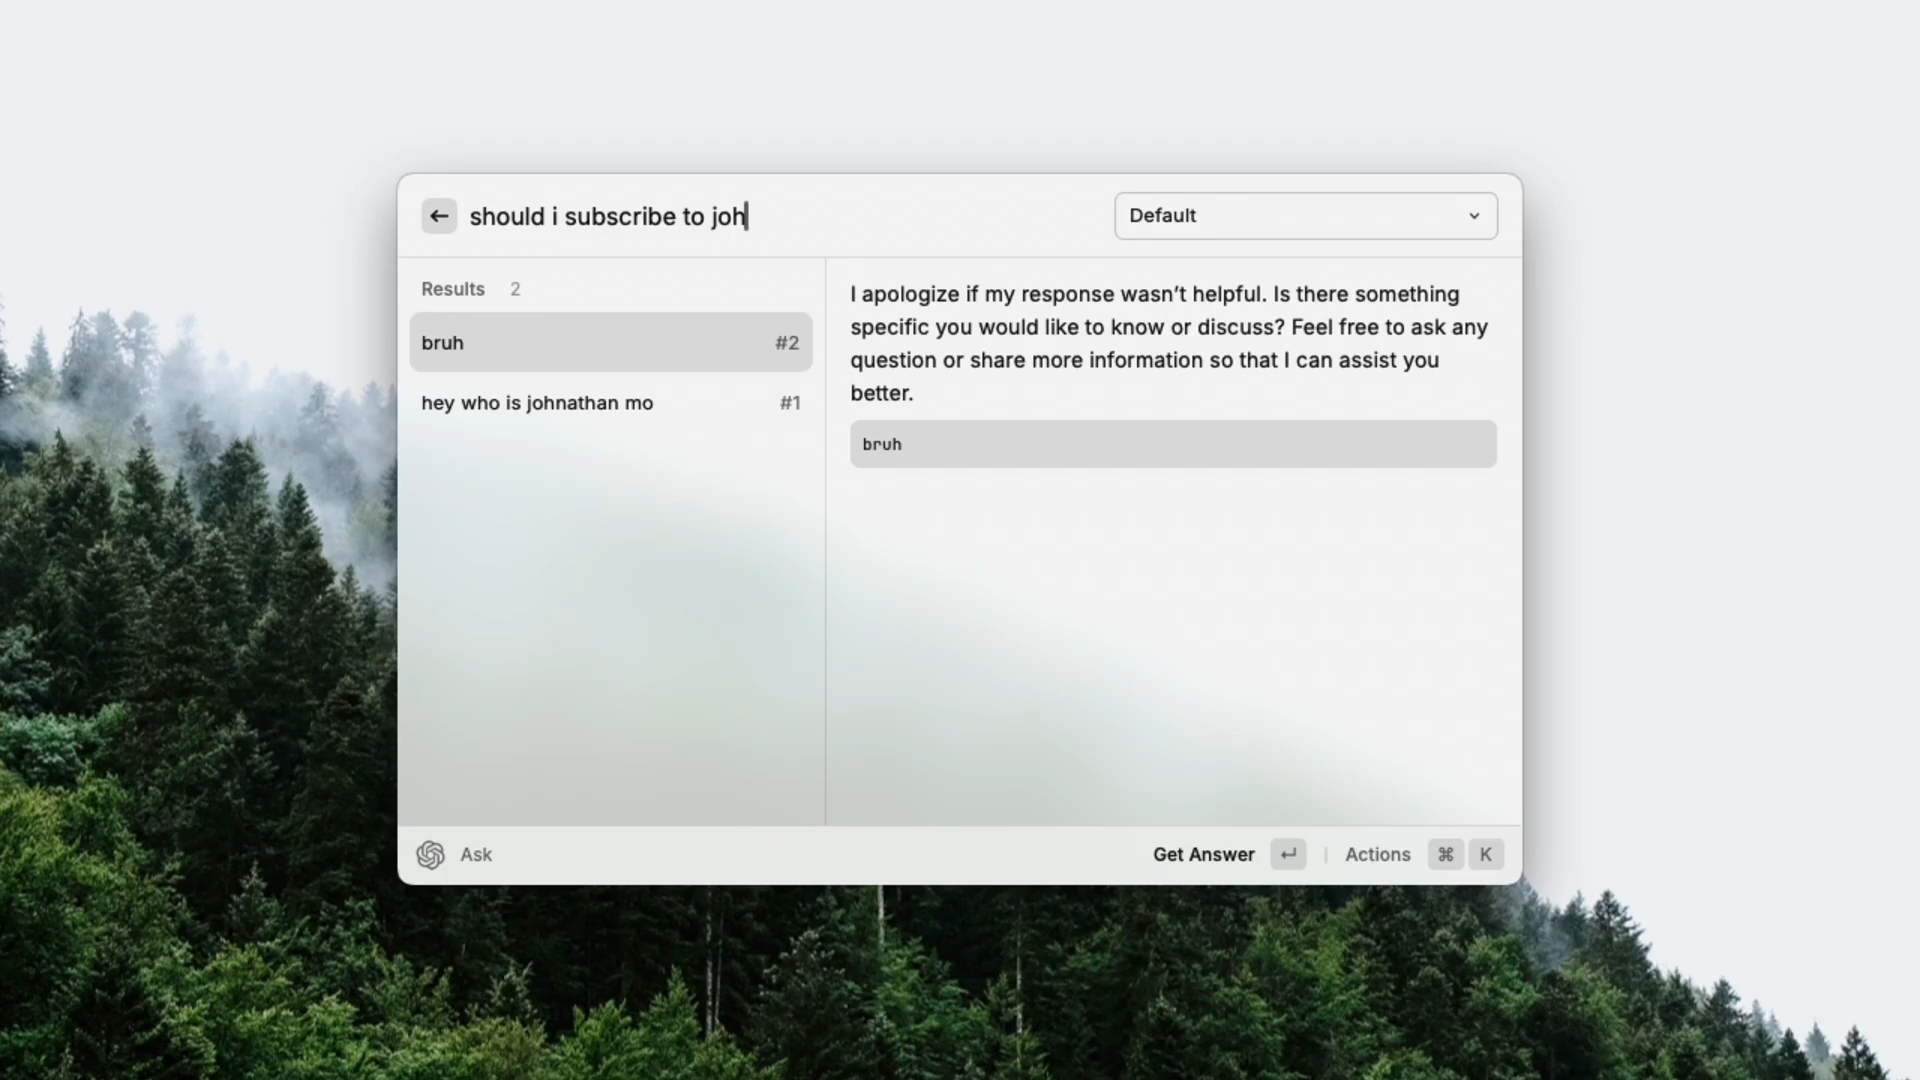 should i subscribe to joh
Default
Results 2
bruh #2
hey who is johnathan mo #1
I apologize if my response wasn’t helpful. Is there something
specific you would like to know or discuss? Feel free to ask any
question or share more information so that I can assist you
better.
bruh
Ask
Get Answer
Actions ⌘ K